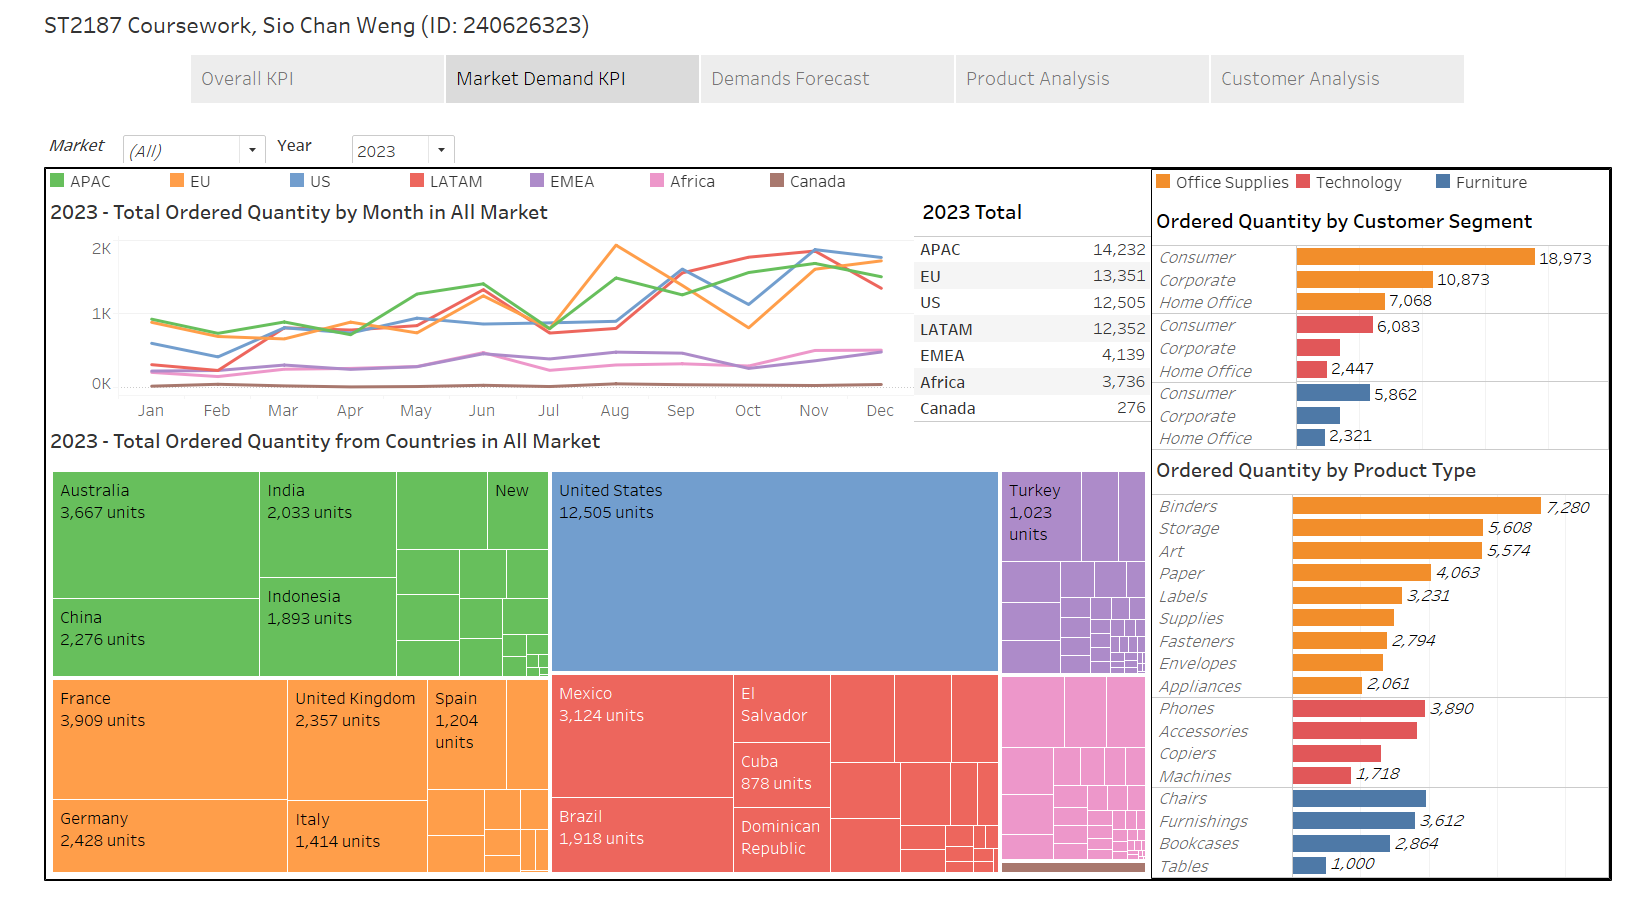 ST2187 Coursework, Sio Chan Weng (ID: 240626323)
Overall KPI
Market Demand KPI
Demands Forecast
Product Analysis
Customer Analysis
Market
(All)
Year
2023
APAC
EU
US
LATAM
EMEA
Africa
Canada
2023 - Total Ordered Quantity by Month in All Market
2K
1K
0K
Jan
Feb
Mar
Apr
May
Jun
Jul
Aug
Sep
Oct
Nov
Dec
2023 Total
APAC 14,232
EU 13,351
US 12,505
LATAM 12,352
EMEA 4,139
Africa 3,736
Canada 276
2023 - Total Ordered Quantity from Countries in All Market
Australia
3,667 units
China
2,276 units
India
2,033 units
Indonesia
1,893 units
New
France
3,909 units
Germany
2,428 units
United Kingdom
2,357 units
Italy
1,414 units
Spain
1,204
units
United States
12,505 units
Mexico
3,124 units
Brazil
1,918 units
El
Salvador
Cuba
878 units
Dominican
Republic
Turkey
1,023
units
Office Supplies
Technology
Furniture
Ordered Quantity by Customer Segment
Consumer 18,973
Corporate 10,873
Home Office 7,068
Consumer 6,083
Corporate
Home Office 2,447
Consumer 5,862
Corporate
Home Office 2,321
Ordered Quantity by Product Type
Binders 7,280
Storage 5,608
Art 5,574
Paper 4,063
Labels 3,231
Supplies
Fasteners 2,794
Envelopes
Appliances 2,061
Phones 3,890
Accessories
Copiers
Machines 1,718
Chairs
Furnishings 3,612
Bookcases 2,864
Tables 1,000